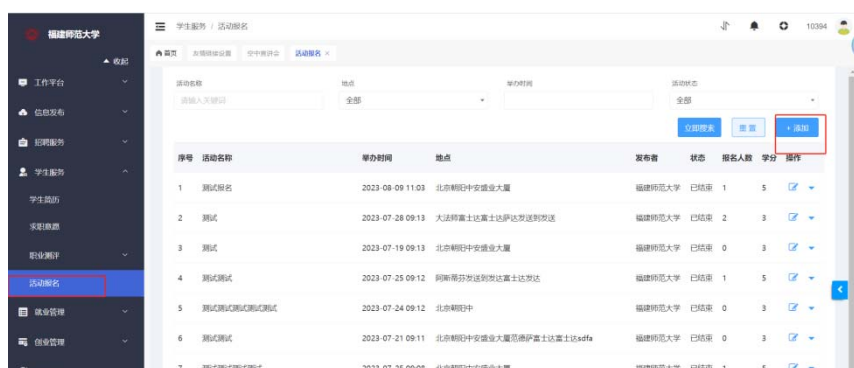 福建师范大学
学生服务 / 活动报名
10394
收起
首页
空中宣讲会
活动报名 ×
工作平台
信息发布
招聘服务
学生服务
学生简历
求职意愿
职业测评
活动报名
就业管理
创业管理
活动名称 地点 举办时间 活动状态
请输入关键词 全部 全部
立即搜索 重置 + 添加
序号 活动名称 举办时间 地点 发布者 状态 报名人数 学分 操作
1 测试报名 2023-08-09 11:03 北京朝阳中安盛业大厦 福建师范大学 已结束 1 5
2 测试 2023-07-28 09:13 大法师富士达富士达萨达发送到发送 福建师范大学 已结束 2 3
3 测试 2023-07-19 09:13 北京朝阳中安盛业大厦 福建师范大学 已结束 0 3
4 测试测试 2023-07-25 09:12 阿斯蒂芬发送到发达富士达发达 福建师范大学 已结束 1 5
5 测试测试测试测试测试 2023-07-24 09:12 北京朝阳中 福建师范大学 已结束 0 3
6 测试测试 2023-07-21 09:11 北京朝阳中安盛业大厦范德萨富士达富士达sdfa 福建师范大学 已结束 0 3